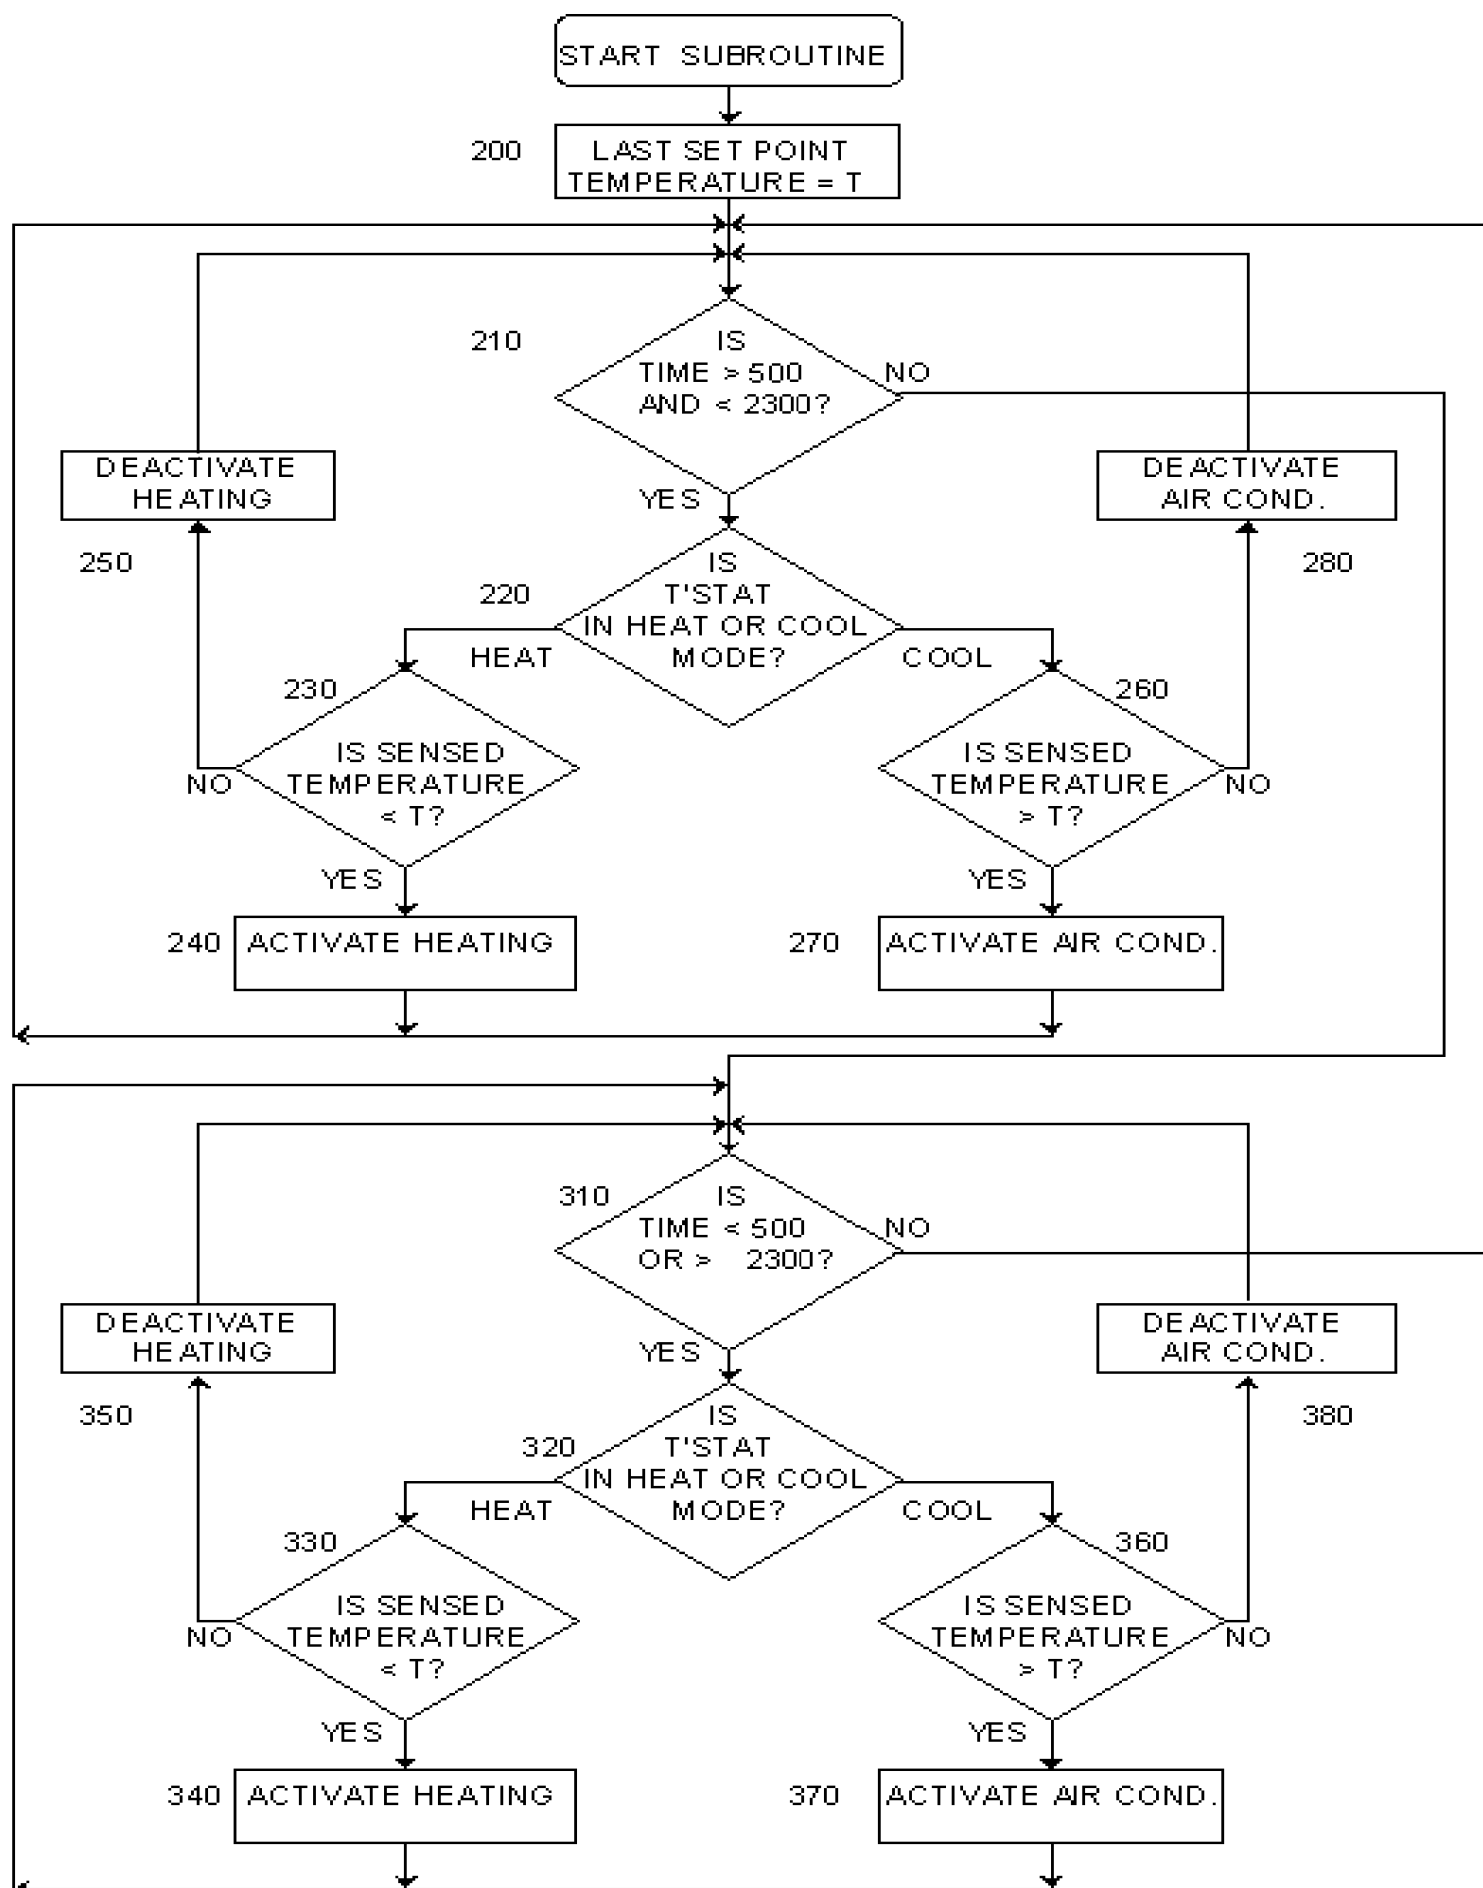 START SUBROUTINE
200
LAST SET POINT
TEMPERATURE = T
210
IS
TIME > 500
AND < 2300?
NO
YES
DEACTIVATE
HEATING
250
DEACTIVATE
AIR COND.
280
220
IS
T'STAT
IN HEAT OR COOL
MODE?
HEAT
COOL
230
IS SENSED
TEMPERATURE
< T?
NO
YES
260
IS SENSED
TEMPERATURE
> T?
NO
YES
240
ACTIVATE HEATING
270
ACTIVATE AIR COND.
310
IS
TIME < 500
OR > 2300?
NO
YES
DEACTIVATE
HEATING
350
DEACTIVATE
AIR COND.
380
320
IS
T'STAT
IN HEAT OR COOL
MODE?
HEAT
COOL
330
IS SENSED
TEMPERATURE
< T?
NO
YES
360
IS SENSED
TEMPERATURE
> T?
NO
YES
340
ACTIVATE HEATING
370
ACTIVATE AIR COND.